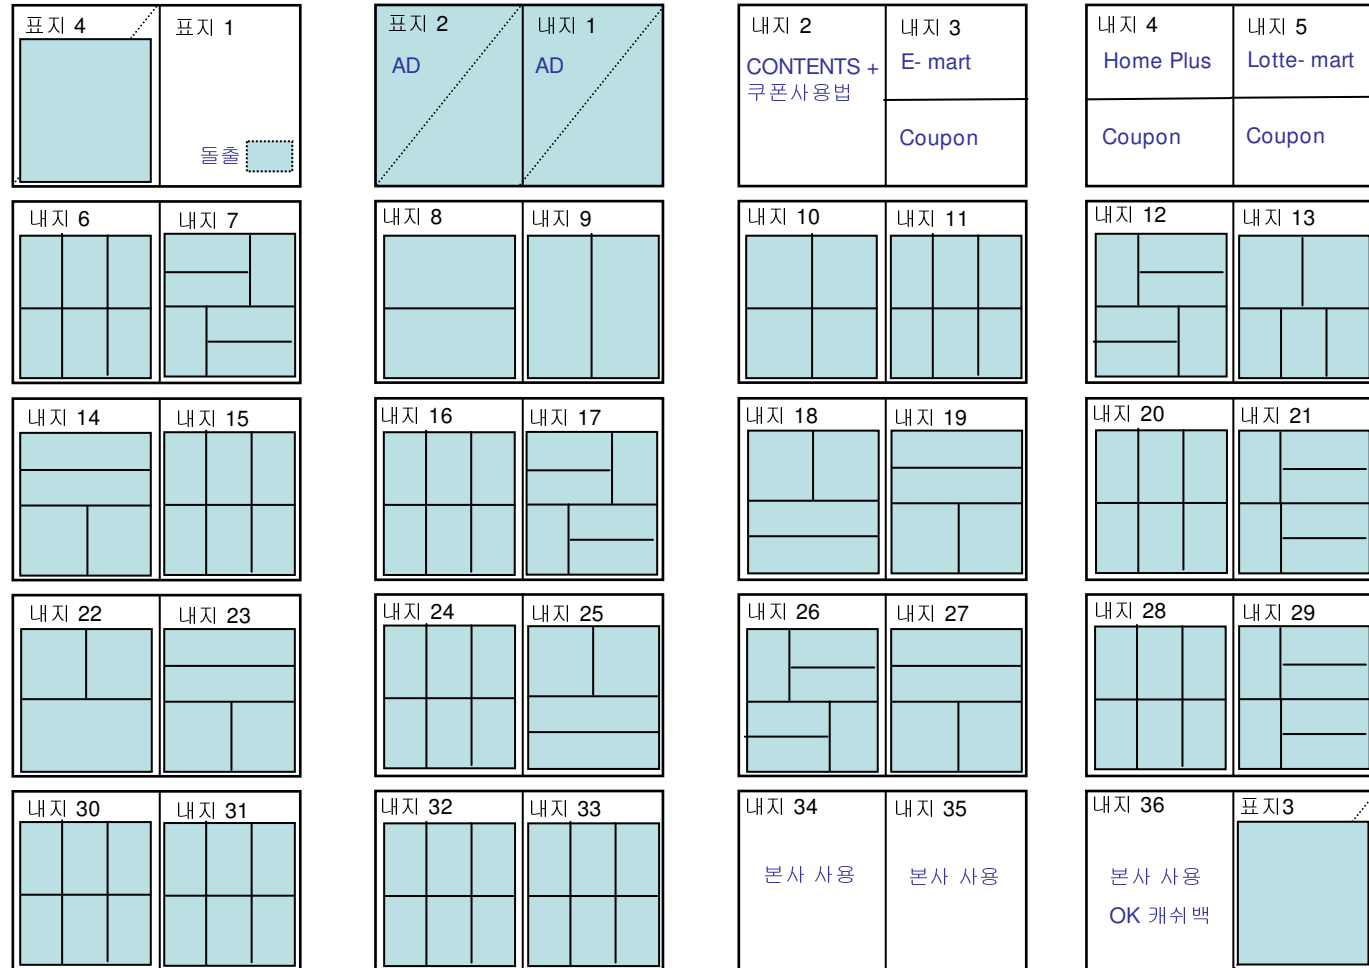 표지 4
표지 1
돌출
표지 2
AD
내지 1
AD
내지 2
CONTENTS +
쿠폰사용법
내지 3
E- mart
Coupon
내지 4
Home Plus
Coupon
내지 5
Lotte- mart
Coupon
내지 6
내지 7
내지 8
내지 9
내지 10
내지 11
내지 12
내지 13
내지 14
내지 15
내지 16
내지 17
내지 18
내지 19
내지 20
내지 21
내지 22
내지 23
내지 24
내지 25
내지 26
내지 27
내지 28
내지 29
내지 30
내지 31
내지 32
내지 33
내지 34
본사 사용
내지 35
본사 사용
내지 36
본사 사용
OK 캐쉬백
표지3